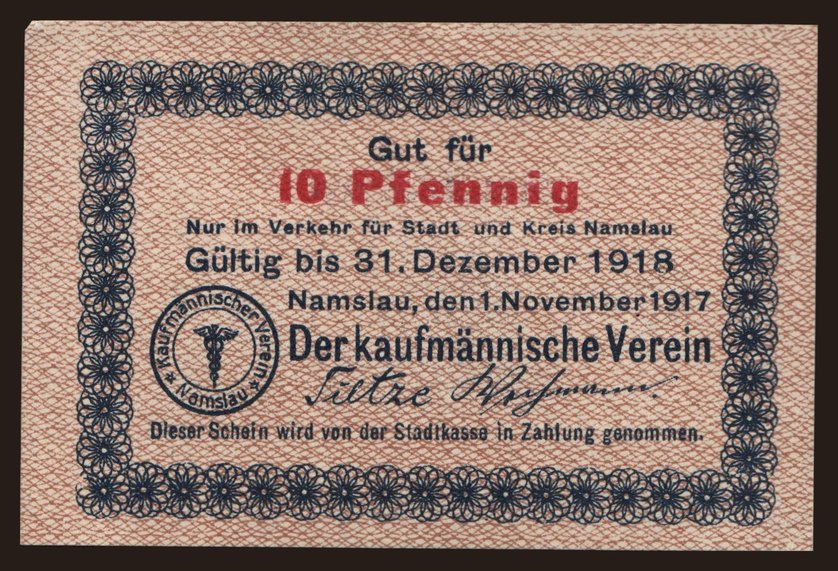 Gut für
10 Pfennig
Nur im Verkehr für Stadt und Kreis Namslau
Gültig bis 31. Dezember 1918
Namslau, den 1. November 1917
Kaufmännischer Verein
Namslau
Der kaufmännische Verein
Tieltze
Dieser Schein wird von der Stadtkasse in Zahlung genommen.